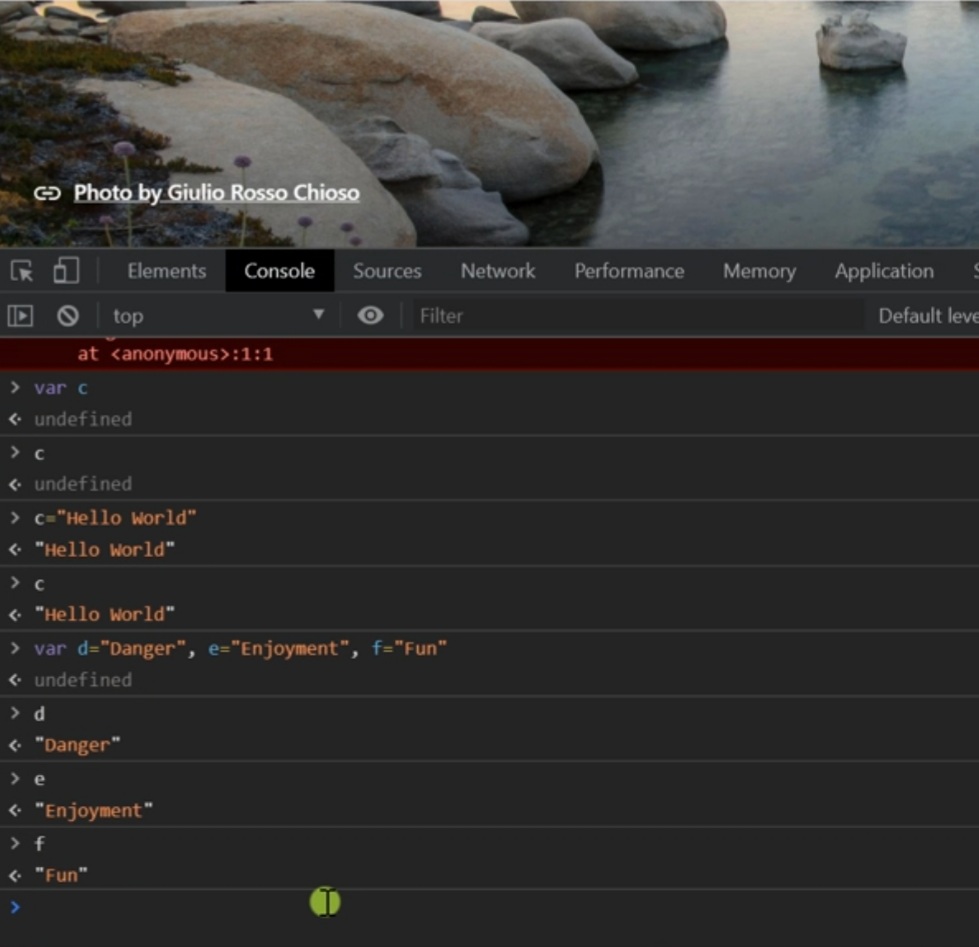 Photo by Giulio Rosso Chioso
Elements Console Sources Network Performance Memory Application
top Filter Default
at <anonymous>:1:1
> var c
<· undefined
> c
<· undefined
> c="Hello World"
<· "Hello World"
> c
<· "Hello World"
> var d="Danger", e="Enjoyment", f="Fun"
<· undefined
> d
<· "Danger"
> e
<· "Enjoyment"
> f
<· "Fun"
>